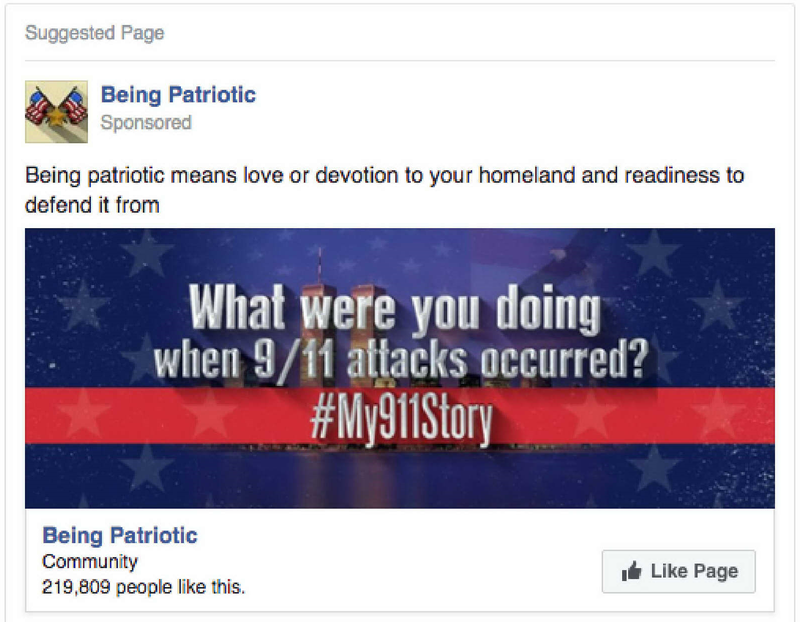 Suggested Page
Being Patriotic
Sponsored
Being patriotic means love or devotion to your homeland and readiness to
defend it from
What were you doing
when 9/11 attacks occurred?
#My911Story
Being Patriotic
Community
219,809 people like this.
Like Page